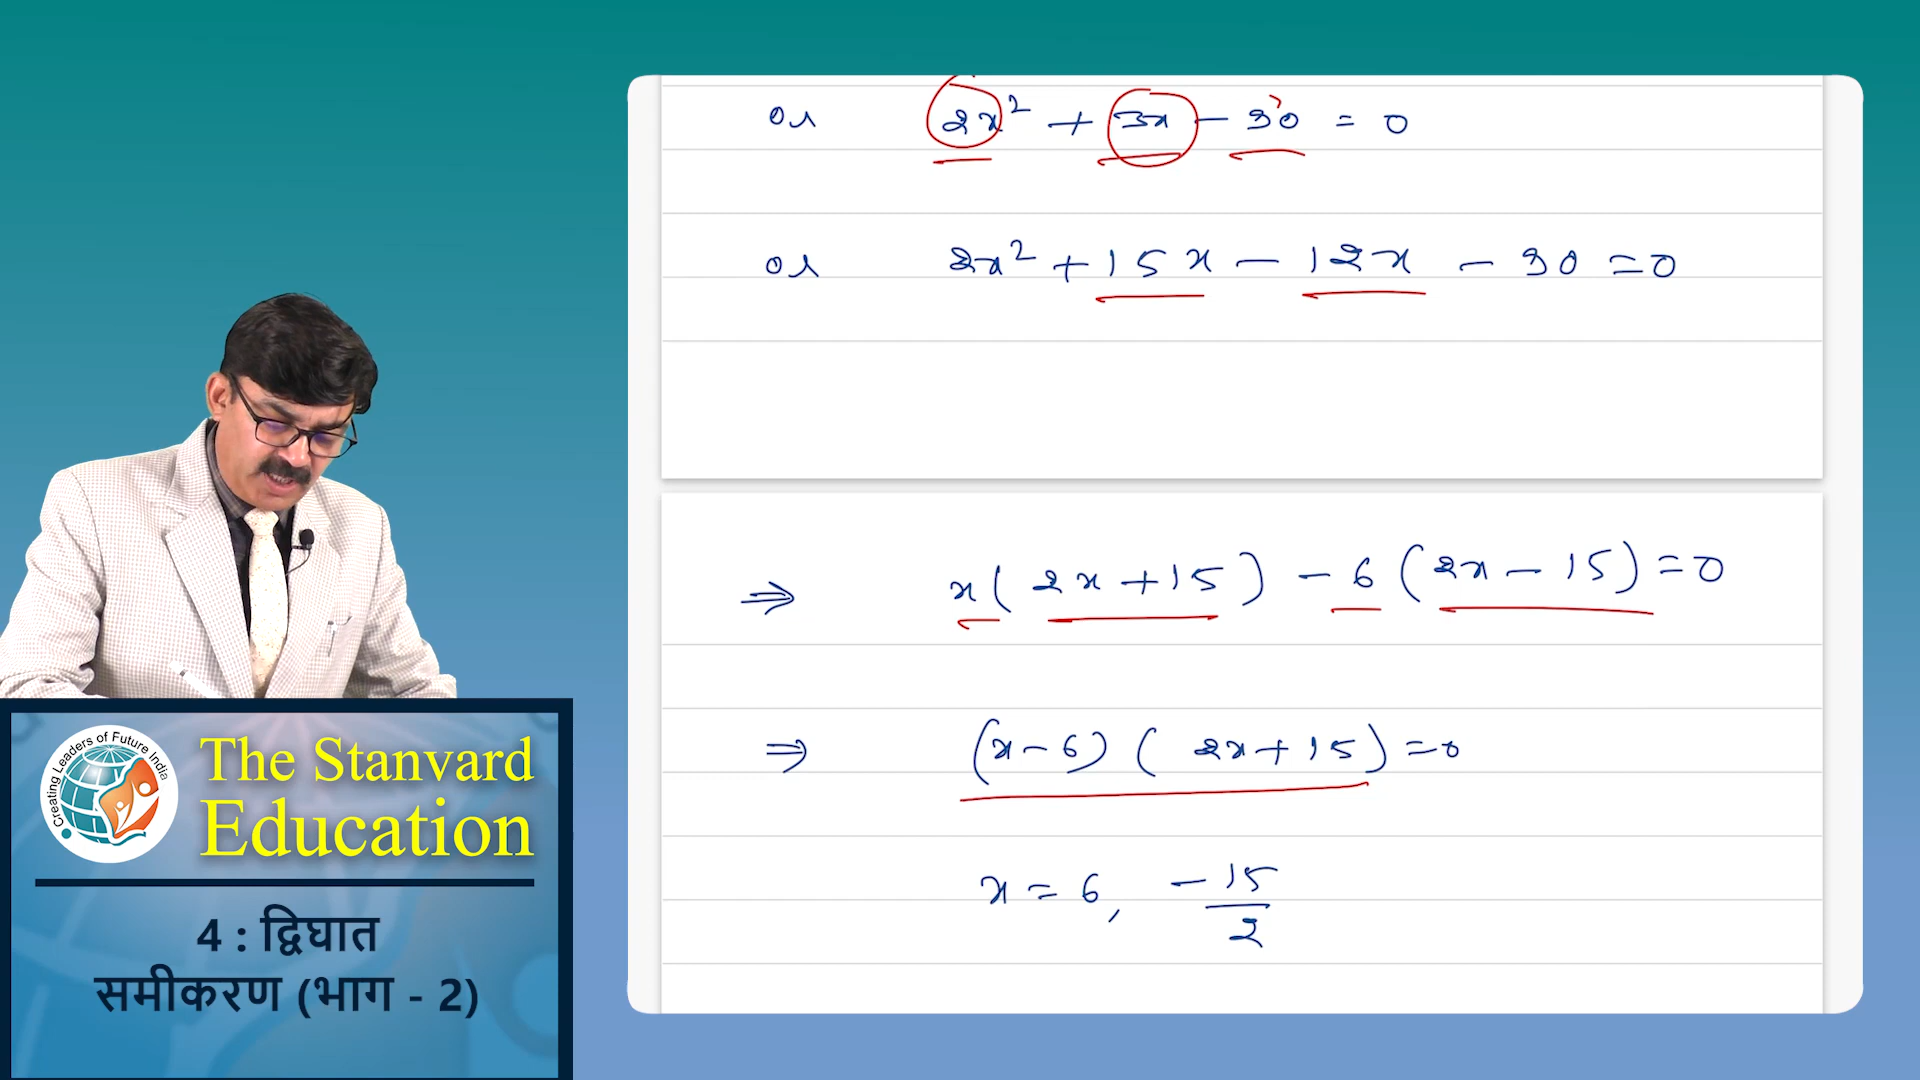 or 2x² + 3x - 30 = 0
or 2x² + 15x - 12x - 30 = 0
⇒ x(2x + 15) - 6(2x - 15) = 0
⇒ (x - 6)(2x + 15) = 0
x = 6, -15/2
Creating Leaders of Future India
The Stanvard
Education
4 : द्विघात
समीकरण (भाग - 2)